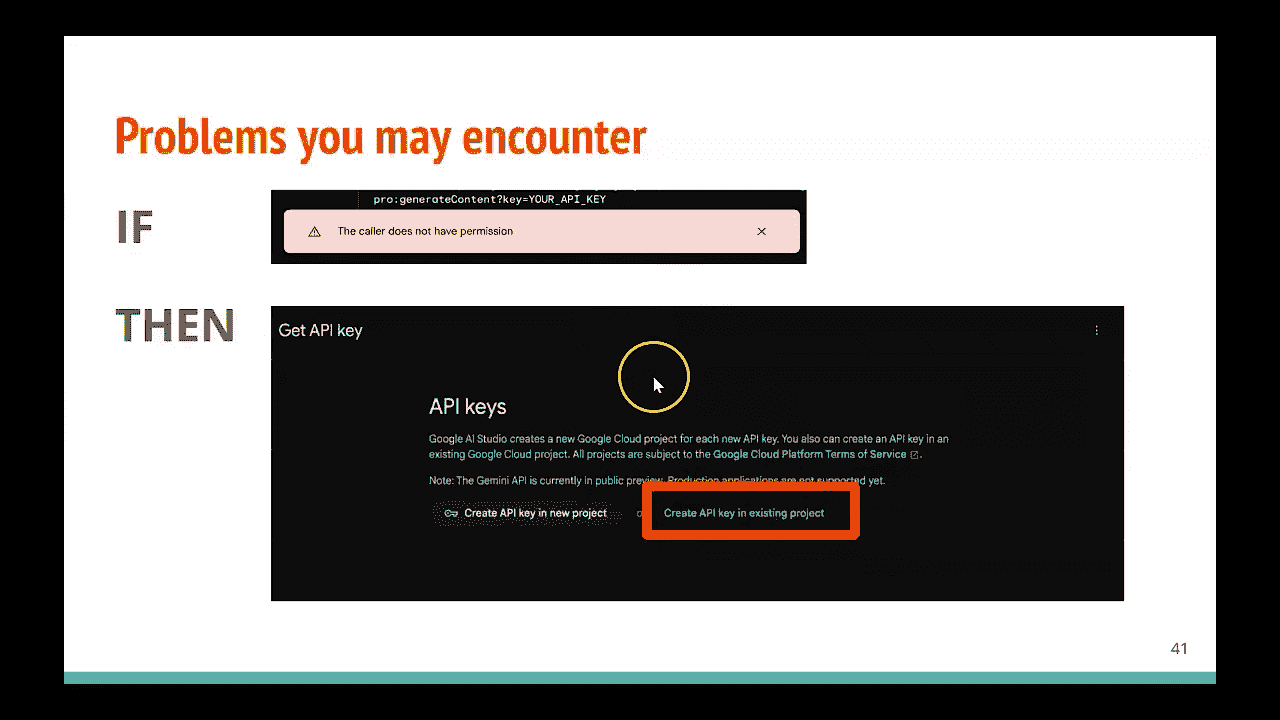 Problems you may encounter
IF
pro:generateContent?key=YOUR_API_KEY
The caller does not have permission
THEN
Get API key
API keys
Google AI Studio creates a new Google Cloud project for each new API key. You also can create an API key in an
existing Google Cloud project. All projects are subject to the Google Cloud Platform Terms of Service.
Note: The Gemini API is currently in public preview. Production applications are not supported yet.
Create API key in new project
Create API key in existing project
41